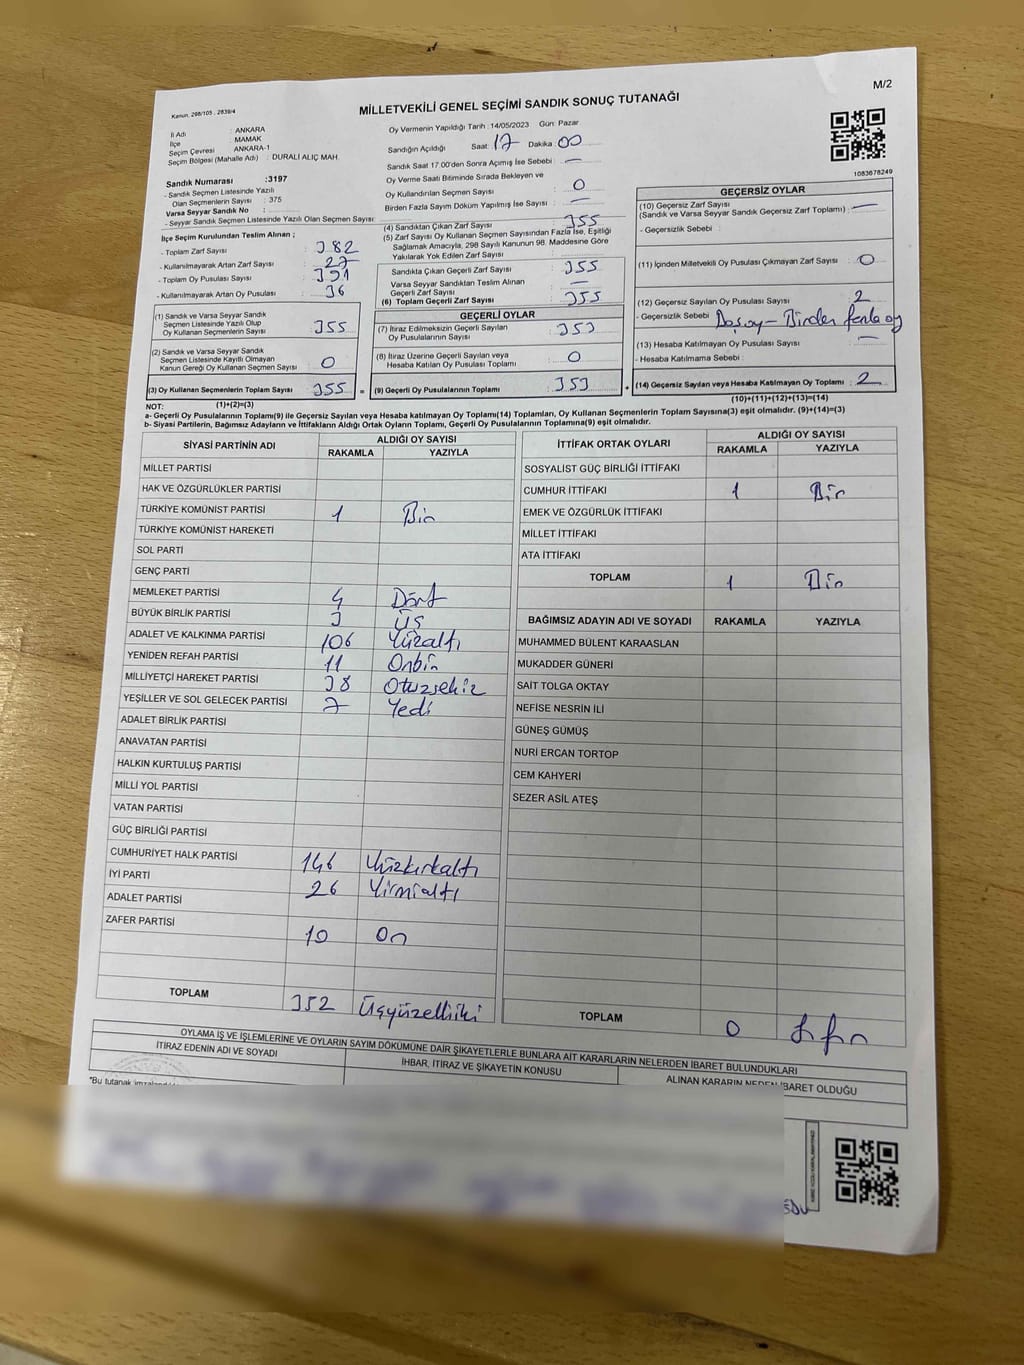 M/2
Kanun, 298/105 , 2839/4
MİLLETVEKİLİ GENEL SEÇİMİ SANDIK SONUÇ TUTANAĞI
İl Adı : ANKARA
İlçe : MAMAK
Seçim Çevresi : ANKARA-1
Seçim Bölgesi (Mahalle Adı) : DURALİ ALIÇ MAH.
Sandık Numarası :3197
- Sandık Seçmen Listesinde Yazılı
Olan Seçmenlerin Sayısı : 375
Varsa Seyyar Sandık No :
- Seyyar Sandık Seçmen Listesinde Yazılı Olan Seçmen Sayısı:
Oy Vermenin Yapıldığı Tarih :14/05/2023 Gün: Pazar
Sandığın Açıldığı Saat: 17 Dakika: 00
Sandık Saat 17.00'den Sonra Açımış İse Sebebi : —
Oy Verme Saati Bitiminde Sırada Bekleyen ve
Oy Kullandırılan Seçmen Sayısı : 0
Birden Fazla Sayım Döküm Yapılmış İse Sayısı : —
1083678249
İlçe Seçim Kurulundan Teslim Alınan ;
- Toplam Zarf Sayısı : 382
- Kullanılmayarak Artan Zarf Sayısı : 27
- Toplam Oy Pusulası Sayısı : 391
- Kullanılmayarak Artan Oy Pusulası : 36
(1) Sandık ve Varsa Seyyar Sandık
Seçmen Listesinde Yazılı Olup
Oy Kullanan Seçmenlerin Sayısı : 355
(2) Sandık ve Varsa Seyyar Sandık
Seçmen Listesinde Kayıtlı Olmayan
Kanun Gereği Oy Kullanan Seçmen Sayısı : 0
(3) Oy Kullanan Seçmenlerin Toplam Sayısı : 355 =
(1)+(2)=(3)
(4) Sandıktan Çıkan Zarf Sayısı : 355
(5) Zarf Sayısı Oy Kullanan Seçmen Sayısından Fazla İse, Eşitliği
Sağlamak Amacıyla, 298 Sayılı Kanunun 98. Maddesine Göre
Yakılarak Yok Edilen Zarf Sayısı :
Sandıkta Çıkan Geçerli Zarf Sayısı : 355
Varsa Seyyar Sandıktan Teslim Alınan
Geçerli Zarf Sayısı : —
(6) Toplam Geçerli Zarf Sayısı : 355
GEÇERLİ OYLAR
(7) İtiraz Edilmeksizin Geçerli Sayılan
Oy Pusulalarının Sayısı : 353
(8) İtiraz Üzerine Geçerli Sayılan veya
Hesaba Katılan Oy Pusulası Toplamı : 0
(9) Geçerli Oy Pusulalarının Toplamı : 353 +
GEÇERSİZ OYLAR
(10) Geçersiz Zarf Sayısı
(Sandık ve Varsa Seyyar Sandık Geçersiz Zarf Toplamı) : —
- Geçersizlik Sebebi :
(11) İçinden Milletvekili Oy Pusulası Çıkmayan Zarf Sayısı : 0
(12) Geçersiz Sayılan Oy Pusulası Sayısı : 2
- Geçersizlik Sebebi : Boş oy - Birden fazla oy
(13) Hesaba Katılmayan Oy Pusulası Sayısı : —
- Hesaba Katılmama Sebebi :
(14) Geçersiz Sayılan veya Hesaba Katılmayan Oy Toplamı : 2
(10)+(11)+(12)+(13)=(14)
NOT:
a- Geçerli Oy Pusulalarının Toplamı(9) ile Geçersiz Sayılan veya Hesaba katılmayan Oy Toplamı(14) Toplamları, Oy Kullanan Seçmenlerin Toplam Sayısına(3) eşit olmalıdır. (9)+(14)=(3)
b- Siyasi Partilerin, Bağımsız Adayların ve İttifakların Aldığı Ortak Oyların Toplamı, Geçerli Oy Pusulalarının Toplamına(9) eşit olmalıdır.
SİYASİ PARTİNİN ADI ALDIĞI OY SAYISI
RAKAMLA YAZIYLA
MİLLET PARTİSİ
HAK VE ÖZGÜRLÜKLER PARTİSİ
TÜRKİYE KOMÜNİST PARTİSİ 1 Bir
TÜRKİYE KOMÜNİST HAREKETİ
SOL PARTİ
GENÇ PARTİ
MEMLEKET PARTİSİ 4 Dört
BÜYÜK BİRLİK PARTİSİ 3 Üç
ADALET VE KALKINMA PARTİSİ 106 Yüzaltı
YENİDEN REFAH PARTİSİ 11 Onbir
MİLLİYETÇİ HAREKET PARTİSİ 38 Otuzsekiz
YEŞİLLER VE SOL GELECEK PARTİSİ 7 Yedi
ADALET BİRLİK PARTİSİ
ANAVATAN PARTİSİ
HALKIN KURTULUŞ PARTİSİ
MİLLİ YOL PARTİSİ
VATAN PARTİSİ
GÜÇ BİRLİĞİ PARTİSİ
CUMHURİYET HALK PARTİSİ 146 Yüzkırkaltı
İYİ PARTİ 26 Yirmialtı
ADALET PARTİSİ
ZAFER PARTİSİ 10 On
TOPLAM 352 Üçyüzelliiki
İTTİFAK ORTAK OYLARI ALDIĞI OY SAYISI
RAKAMLA YAZIYLA
SOSYALİST GÜÇ BİRLİĞİ İTTİFAKI
CUMHUR İTTİFAKI 1 Bir
EMEK VE ÖZGÜRLÜK İTTİFAKI
MİLLET İTTİFAKI
ATA İTTİFAKI
TOPLAM 1 Bir
BAĞIMSIZ ADAYIN ADI VE SOYADI RAKAMLA YAZIYLA
MUHAMMED BÜLENT KARAASLAN
MUKADDER GÜNERİ
SAİT TOLGA OKTAY
NEFİSE NESRİN İLİ
GÜNEŞ GÜMÜŞ
NURİ ERCAN TORTOP
CEM KAHYERİ
SEZER ASİL ATEŞ
TOPLAM 0 Sıfır
OYLAMA İŞ VE İŞLEMLERİNE VE OYLARIN SAYIM DÖKÜMÜNE DAİR ŞİKAYETLERLE BUNLARA AİT KARARLARIN NELERDEN İBARET BULUNDUKLARI
İTİRAZ EDENİN ADI VE SOYADI İHBAR, İTİRAZ VE ŞİKAYETİN KONUSU ALINAN KARARIN NEDEN İBARET OLDUĞU
"Bu tutanak